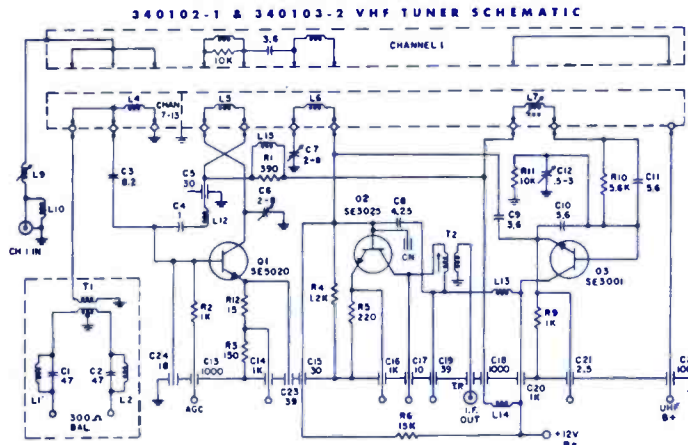 340102-1 & 340103-2 VHF TUNER SCHEMATIC
3.6
10K
CHANNEL 1
L4
CHAN
7-13
L5
L6
L7
L9
L10
CH 1 IN
C3
8.2
C5
30
L15
R1
390
C7
2-8
C4
1
L12
C6
2-8
Q2
SE3025
C8
4.25
CN
T2
C9
3.6
R11
10K
C12
.5-3
R10
5.6K
C11
5.6
C10
5.6
Q1
SE5020
Q3
SE3001
T1
C1
47
C2
47
L1
L2
300Ω
BAL.
R2
1K
R12
15
R3
150
R4
1.2K
R5
220
L13
R9
1K
C24
18
C13
1000
C14
1K
C23
39
C15
30
C16
1K
C17
10
C19
39
T.P.
C18
1000
C20
1K
C21
2.5
AGC
I.F.
OUT
L14
R6
15K
+12V
B+
UHF
B+